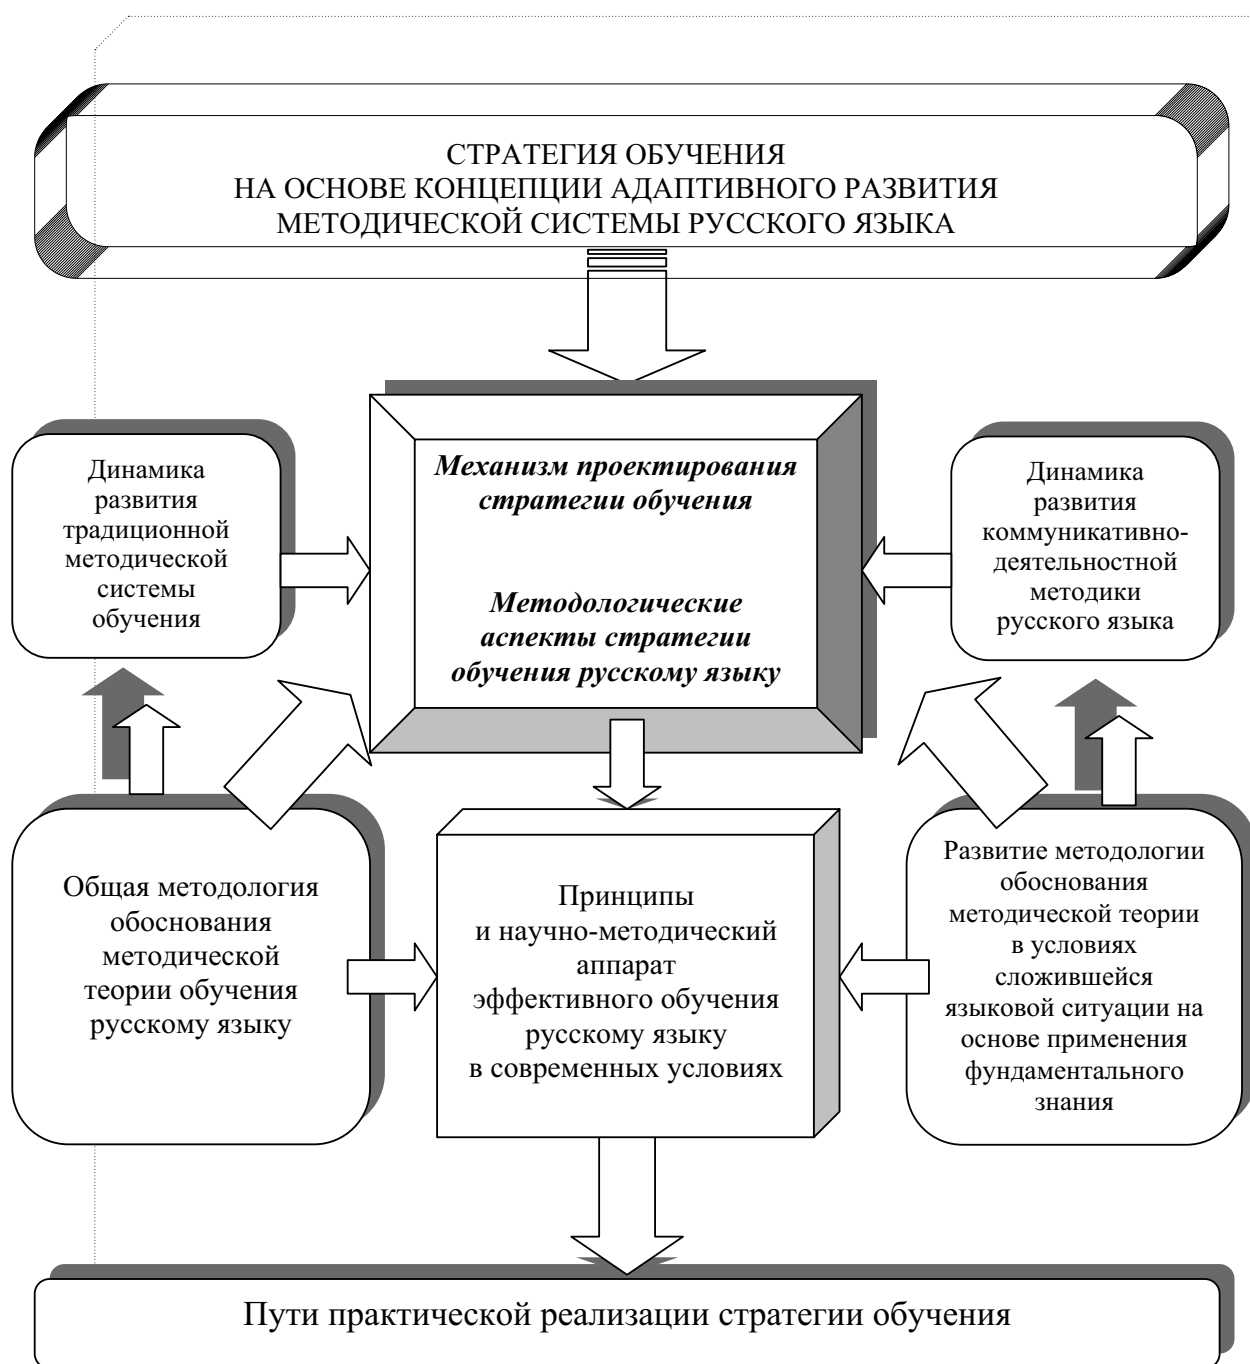 СТРАТЕГИЯ ОБУЧЕНИЯ
НА ОСНОВЕ КОНЦЕПЦИИ АДАПТИВНОГО РАЗВИТИЯ
МЕТОДИЧЕСКОЙ СИСТЕМЫ РУССКОГО ЯЗЫКА
Динамика
развития
традиционной
методической
системы
обучения
Механизм проектирования
стратегии обучения
Методологические
аспекты стратегии
обучения русскому языку
Динамика
развития
коммуникативно-
деятельностной
методики
русского языка
Общая методология
обоснования
методической
теории обучения
русскому языку
Принципы
и научно-методический
аппарат
эффективного обучения
русскому языку
в современных условиях
Развитие методологии
обоснования
методической теории
в условиях
сложившейся
языковой ситуации на
основе применения
фундаментального
знания
Пути практической реализации стратегии обучения